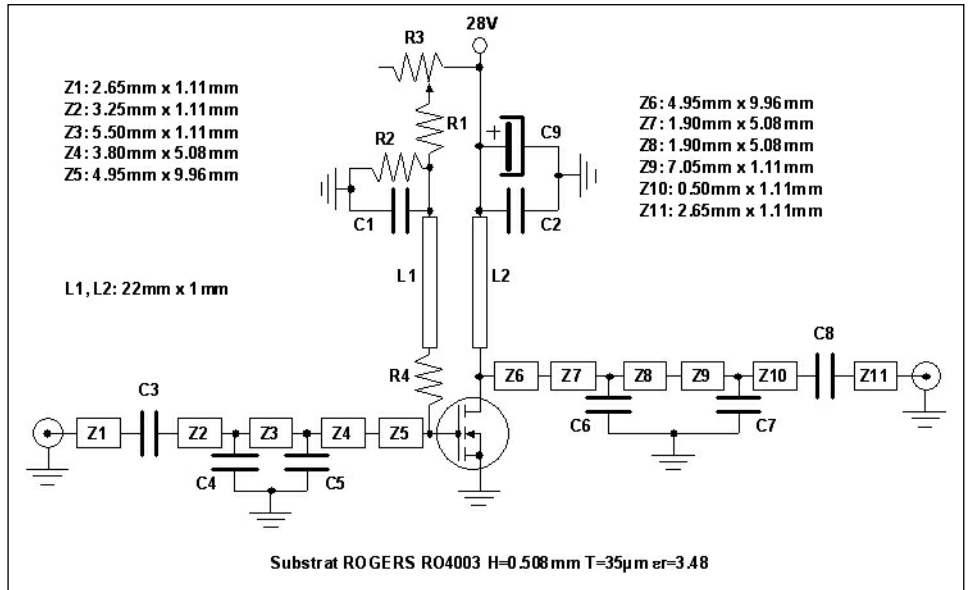 28V
R3
Z1: 2.65mm x 1.11mm
Z2: 3.25mm x 1.11mm
Z3: 5.50mm x 1.11mm
Z4: 3.80mm x 5.08mm
Z5: 4.95mm x 9.96mm
R1
R2
C9
+
Z6: 4.95mm x 9.96mm
Z7: 1.90mm x 5.08mm
Z8: 1.90mm x 5.08mm
Z9: 7.05mm x 1.11mm
Z10: 0.50mm x 1.11mm
Z11: 2.65mm x 1.11mm
C1
C2
L1
L2
L1, L2: 22mm x 1mm
C8
R4
Z6
Z7
Z8
Z9
Z10
Z11
C3
C6
C7
Z1
Z2
Z3
Z4
Z5
C4
C5
Substrat ROGERS RO4003 H=0.508mm T=35µm εr=3.48